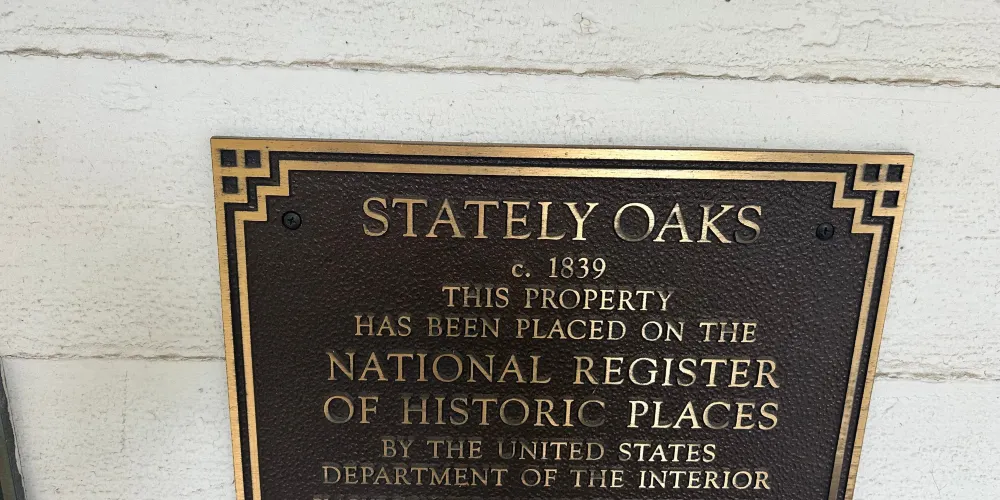 STATELY OAKS
c. 1839
THIS PROPERTY
HAS BEEN PLACED ON THE
NATIONAL REGISTER
OF HISTORIC PLACES
BY THE UNITED STATES
DEPARTMENT OF THE INTERIOR